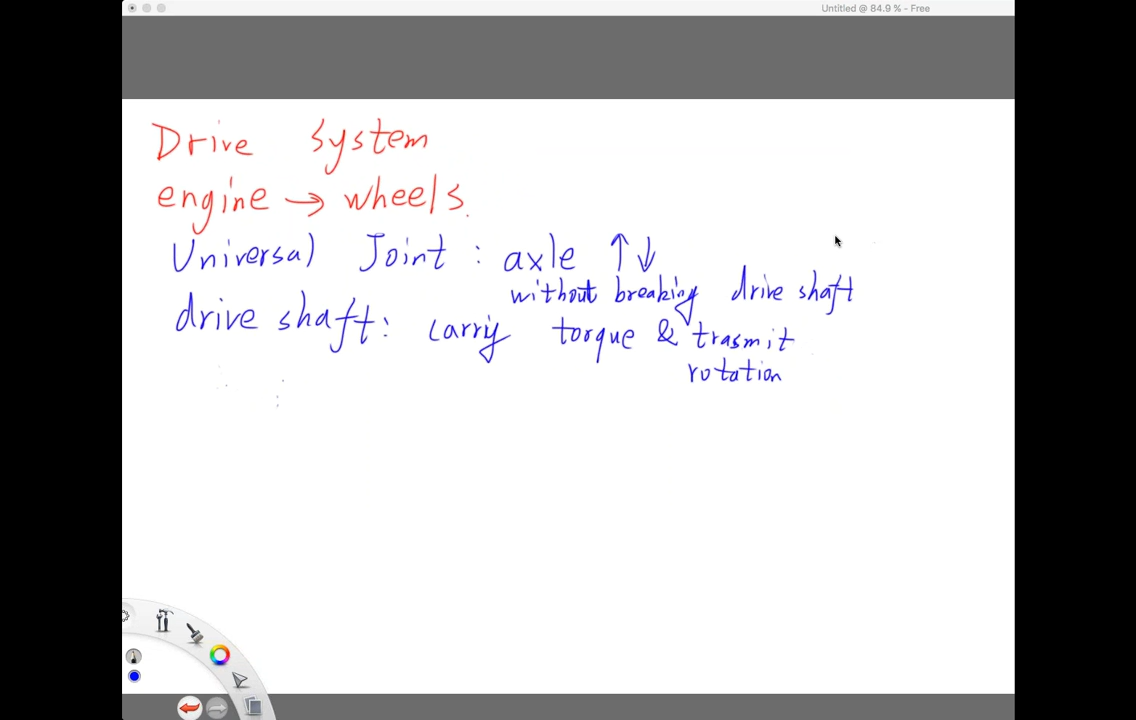 Untitled @ 84.9 % - Free
Drive System
engine → wheels.
Universal Joint : axle ↑↓
without breaking drive shaft
drive shaft: carry torque & trasmit
rotation